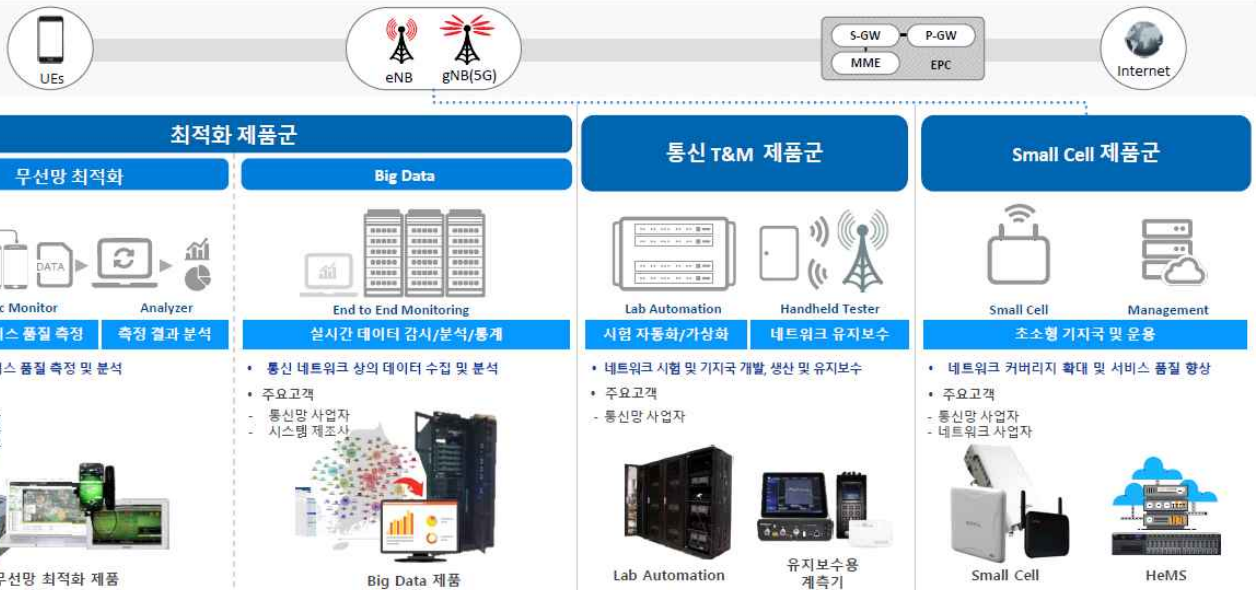 UEs
eNB
gNB(5G)
S-GW
P-GW
MME
EPC
Internet
최적화 제품군
무선망 최적화
Big Data
통신 T&M 제품군
Small Cell 제품군
DATA
Monitor
Analyzer
End to End Monitoring
Lab Automation
Handheld Tester
Small Cell
Management
품질 측정
측정 결과 분석
실시간 데이터 감시/분석/통계
시험 자동화/가상화
네트워크 유지보수
초소형 기지국 및 운용
품질 측정 및 분석
• 통신 네트워크 상의 데이터 수집 및 분석
• 주요고객
- 통신망 사업자
- 시스템 제조사
• 네트워크 시험 및 기지국 개발, 생산 및 유지보수
• 주요고객
- 통신망 사업자
• 네트워크 커버리지 확대 및 서비스 품질 향상
• 주요고객
- 통신망 사업자
- 네트워크 사업자
무선망 최적화 제품
Big Data 제품
Lab Automation
유지보수용
계측기
Small Cell
HeMS